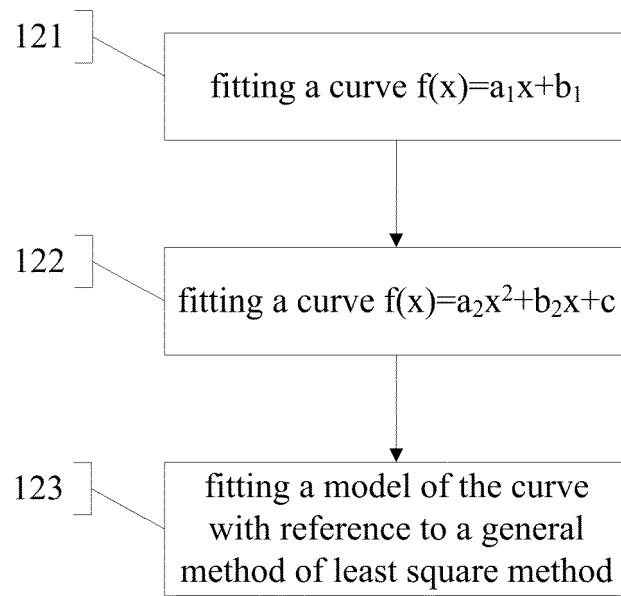 121
fitting a curve f(x)=a₁x+b₁
122
fitting a curve f(x)=a₂x²+b₂x+c
123
fitting a model of the curve
with reference to a general
method of least square method